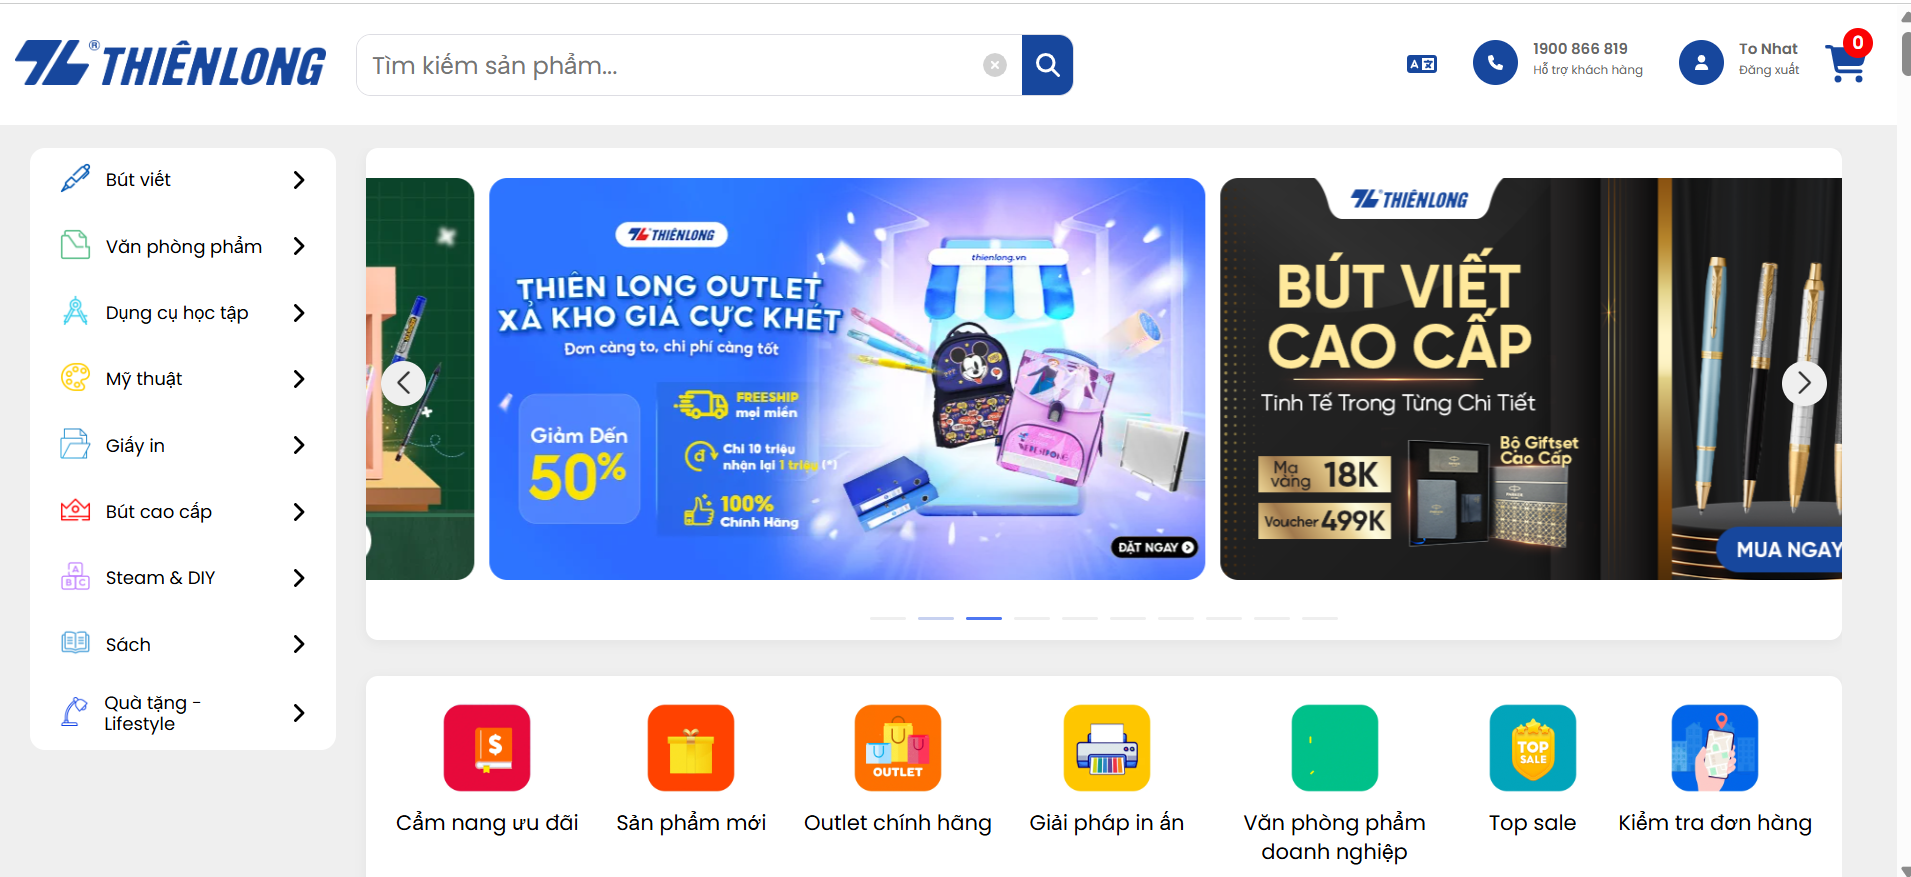 THIÊN LONG
®
Tìm kiếm sản phẩm...
1900 866 819
Hỗ trợ khách hàng
To Nhat
Đăng xuất
0
Bút viết
Văn phòng phẩm
Dụng cụ học tập
Mỹ thuật
Giấy in
Bút cao cấp
Steam & DIY
Sách
Quà tặng -
Lifestyle
THIÊN LONG
THIÊN LONG OUTLET
XẢ KHO GIÁ CỰC KHÉT
Đơn càng to, chi phí càng tốt
Giảm Đến
50%
FREESHIP
mọi miền
Chi 10 triệu
nhận lại 1 triệu (*)
100%
Chính Hãng
thienlong.vn
ĐẶT NGAY
THIÊN LONG
BÚT VIẾT
CAO CẤP
Tinh Tế Trong Từng Chi Tiết
Mạ vàng 18K
Voucher 499K
Bộ Giftset
Cao Cấp
MUA NGAY
Cẩm nang ưu đãi
Sản phẩm mới
OUTLET
Outlet chính hãng
Giải pháp in ấn
Văn phòng phẩm
doanh nghiệp
TOP
SALE
Top sale
Kiểm tra đơn hàng